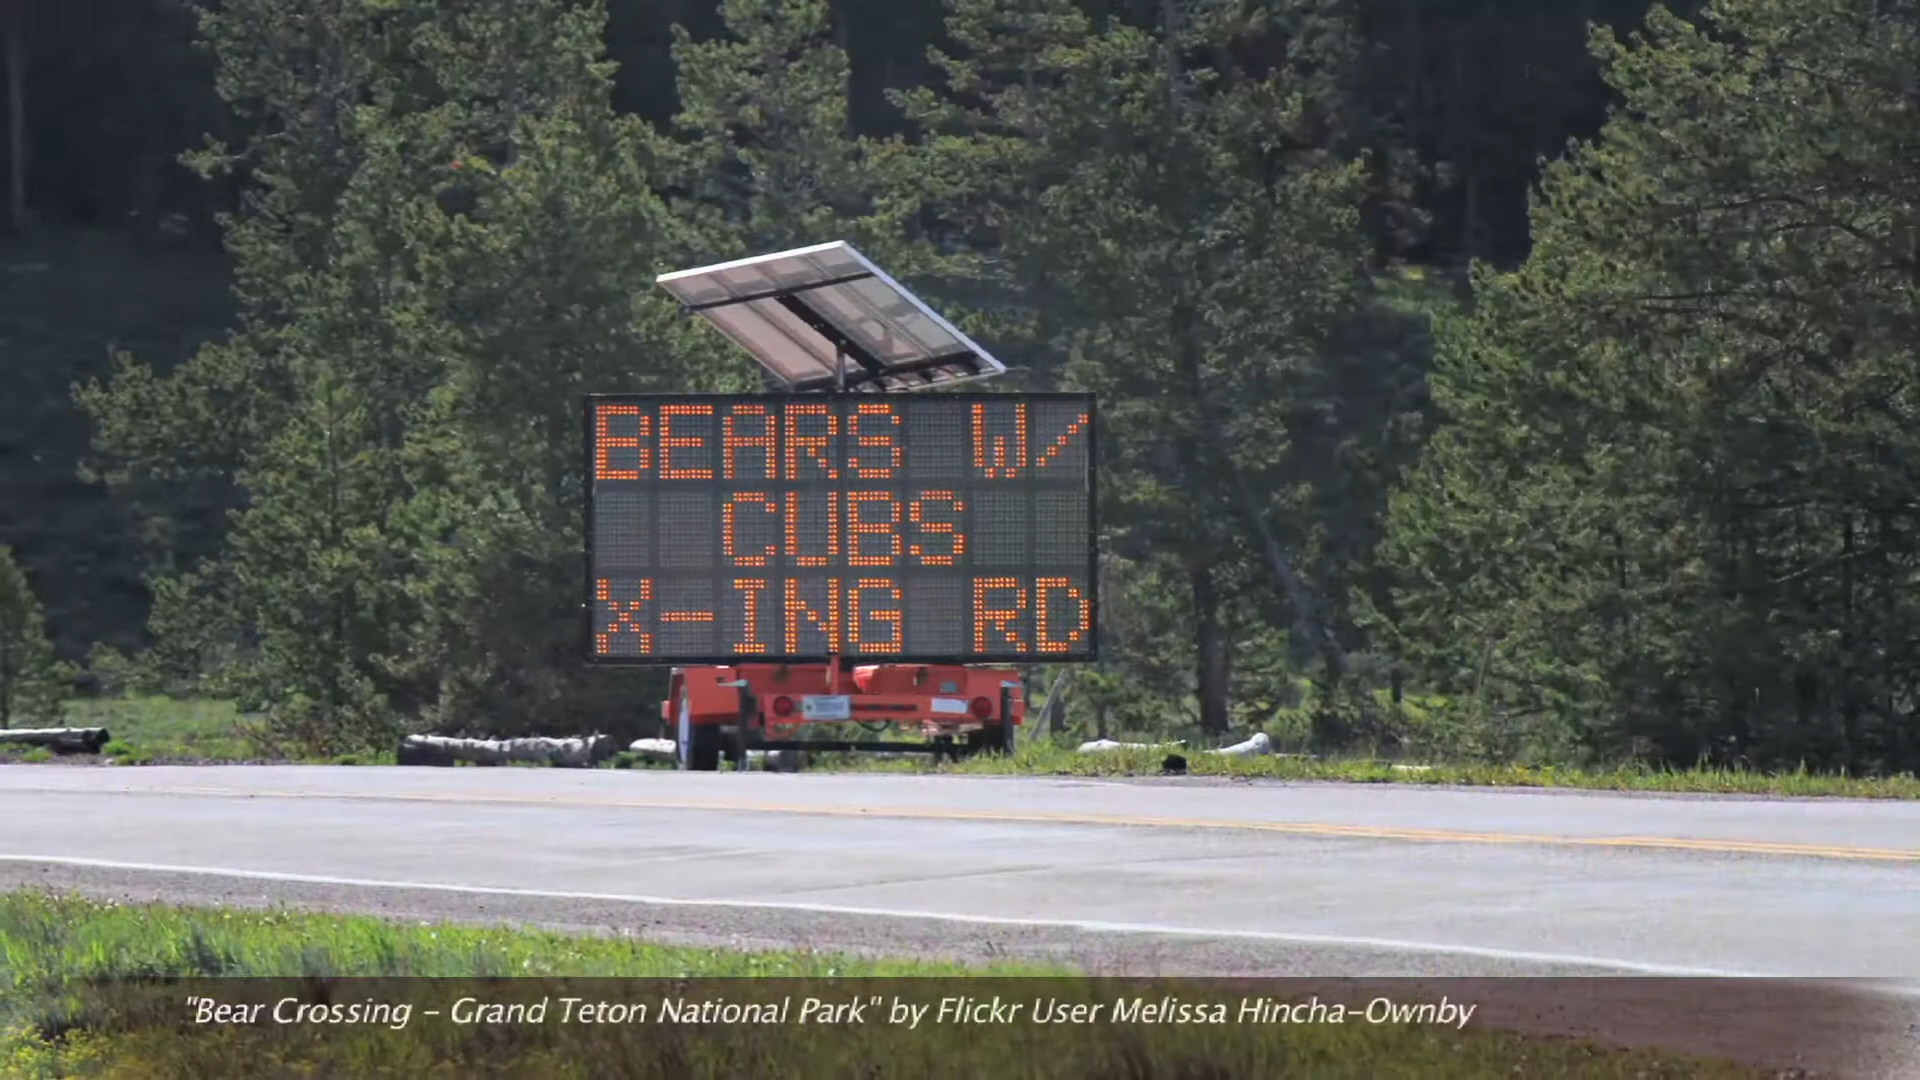 BEARS W/
CUBS
X-ING RD
"Bear Crossing – Grand Teton National Park" by Flickr User Melissa Hincha-Ownby